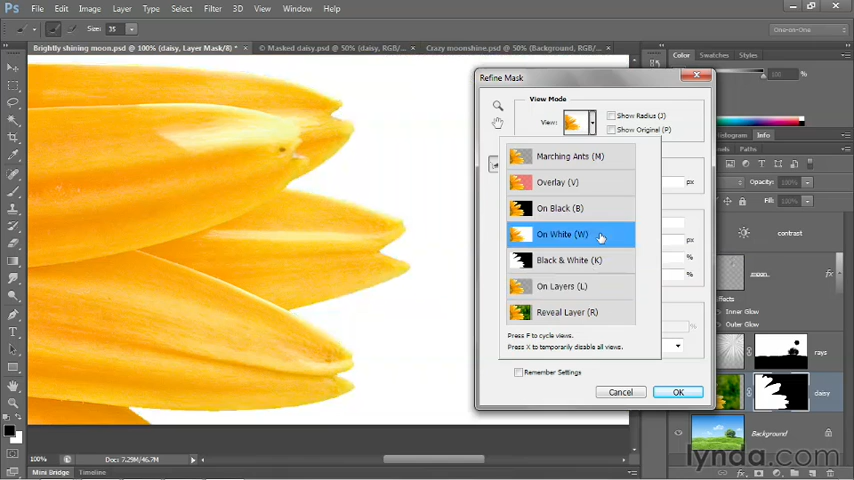 Ps File Edit Image Layer Type Select Filter 3D View Window Help
Size: 35
One-on-One
Brightly shining moon.psd @ 100% (daisy, Layer Mask/8) * ×
© Masked daisy.psd @ 50% (daisy, RGB/... ×
Crazy moonshine.psd @ 50% (Background, RGB/... ×
Color Swatches Styles
100
Refine Mask
View Mode
View:
Show Radius (J)
Show Original (P)
Marching Ants (M)
Overlay (V)
On Black (B)
On White (W)
Black & White (K)
On Layers (L)
Reveal Layer (R)
Press F to cycle views.
Press X to temporarily disable all views.
px
px
%
%
%
Remember Settings
Cancel
OK
Info
Paths
Opacity: 100%
Fill: 100%
contrast
moon
fx
Effects
Inner Glow
Outer Glow
rays
daisy
Background
100%
Docs: 7.29M/46.7M
Mini Bridge Timeline
lynda.com